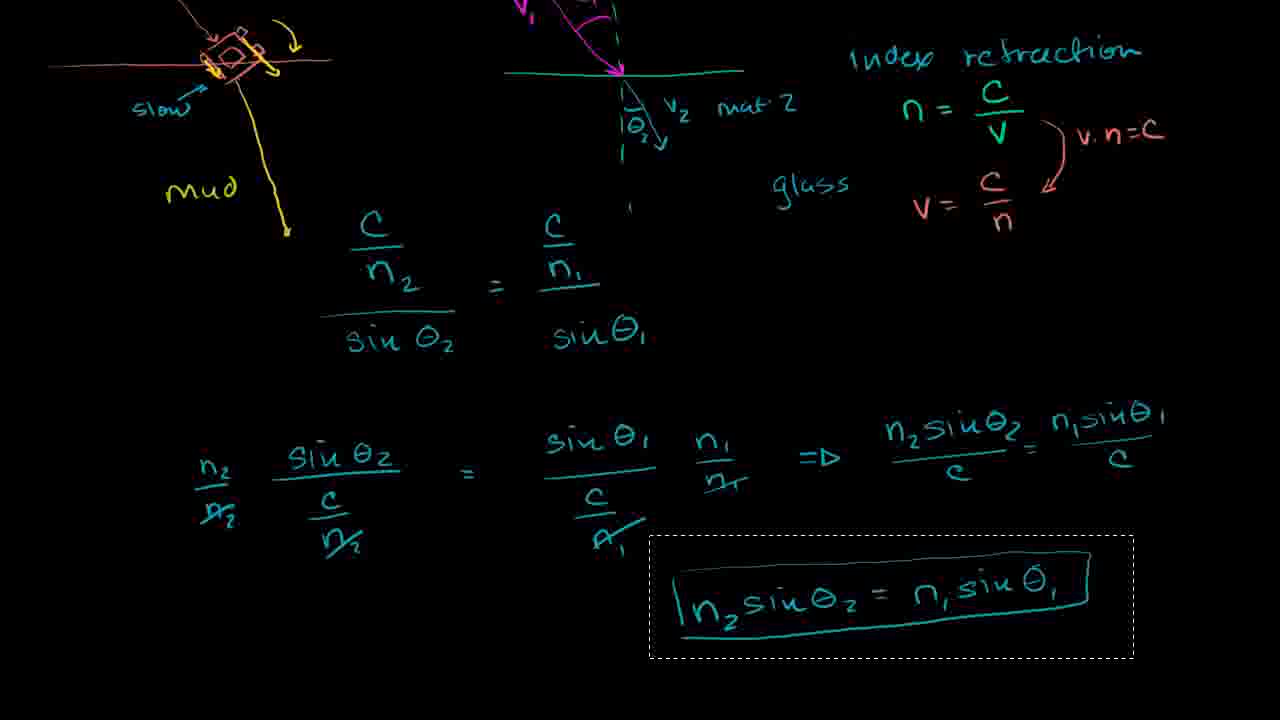 v₁
Index refraction
n = c/v
v·n=c
v = c/n
slow
θ₂ v₂ mat 2
mud
glass
(c/n₂)/(sin θ₂) = (c/n₁)/(sin θ₁)
n₂/n₂ (sin θ₂)/(c/n₂) = (sin θ₁)/(c/n₁) n₁/n₁ ⇒ (n₂ sin θ₂)/c = (n₁ sin θ₁)/c
n₂ sin θ₂ = n₁ sin θ₁